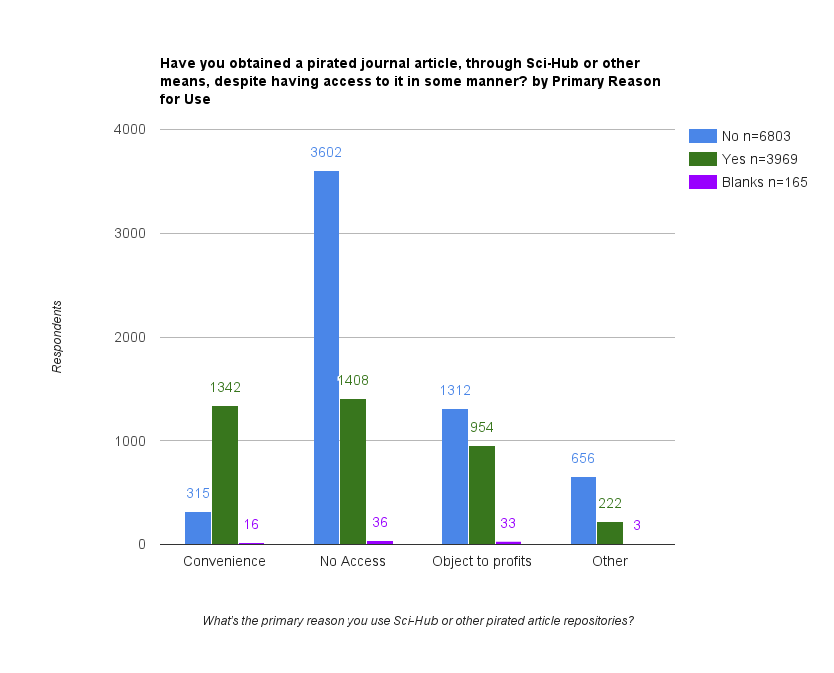 Have you obtained a pirated journal article, through Sci-Hub or other
means, despite having access to it in some manner? by Primary Reason
for Use
4000
3000
2000
1000
0
Respondents
3602
1342
1408
1312
954
656
315
222
16
36
33
3
Convenience
No Access
Object to profits
Other
What's the primary reason you use Sci-Hub or other pirated article repositories?
No n=6803
Yes n=3969
Blanks n=165